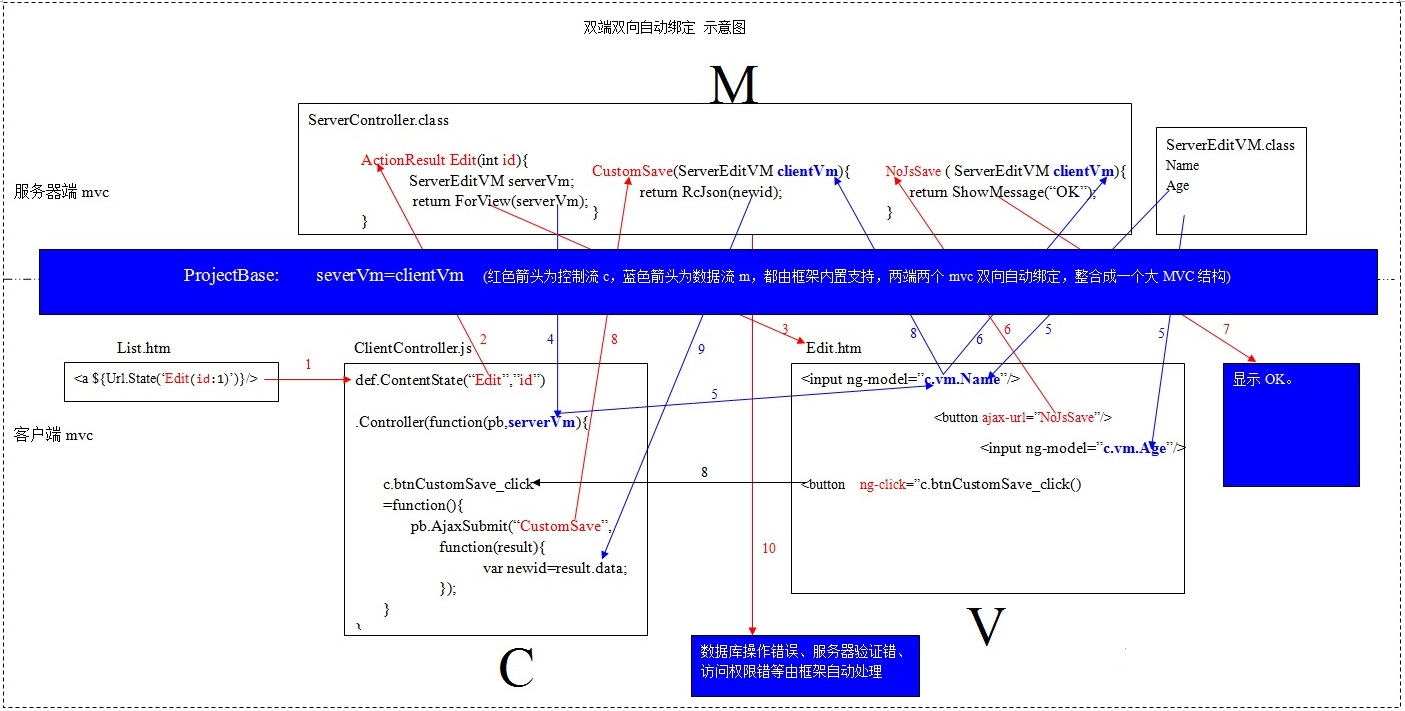 双端双向自动绑定 示意图
M
ServerController.class
ActionResult Edit(int id){
ServerEditVM serverVm;
return ForView(serverVm);
}
CustomSave(ServerEditVM clientVm){
return RcJson(newid);
}
NoJsSave ( ServerEditVM clientVm){
return ShowMessage(“OK”);
}
ServerEditVM.class
Name
Age
服务器端 mvc
ProjectBase: severVm=clientVm (红色箭头为控制流 c，蓝色箭头为数据流 m，都由框架内置支持，两端两个 mvc 双向自动绑定，整合成一个大 MVC 结构)
2
4
8
9
3
8
6
6
5
5
7
List.htm
<a ${Url.State(‘Edit(id:1)’)}/>
1
客户端 mvc
ClientController.js
def.ContentState(“Edit”,”id”)
.Controller(function(pb,serverVm){
c.btnCustomSave_click
=function(){
pb.AjaxSubmit(“CustomSave”,
function(result){
var newid=result.data;
});
}
}
5
8
10
Edit.htm
<input ng-model=”c.vm.Name”/>
<button ajax-url=”NoJsSave”/>
<input ng-model=”c.vm.Age”/>
<button ng-click=”c.btnCustomSave_click()
显示 OK。
C
V
数据库操作错误、服务器验证错、
访问权限错等由框架自动处理